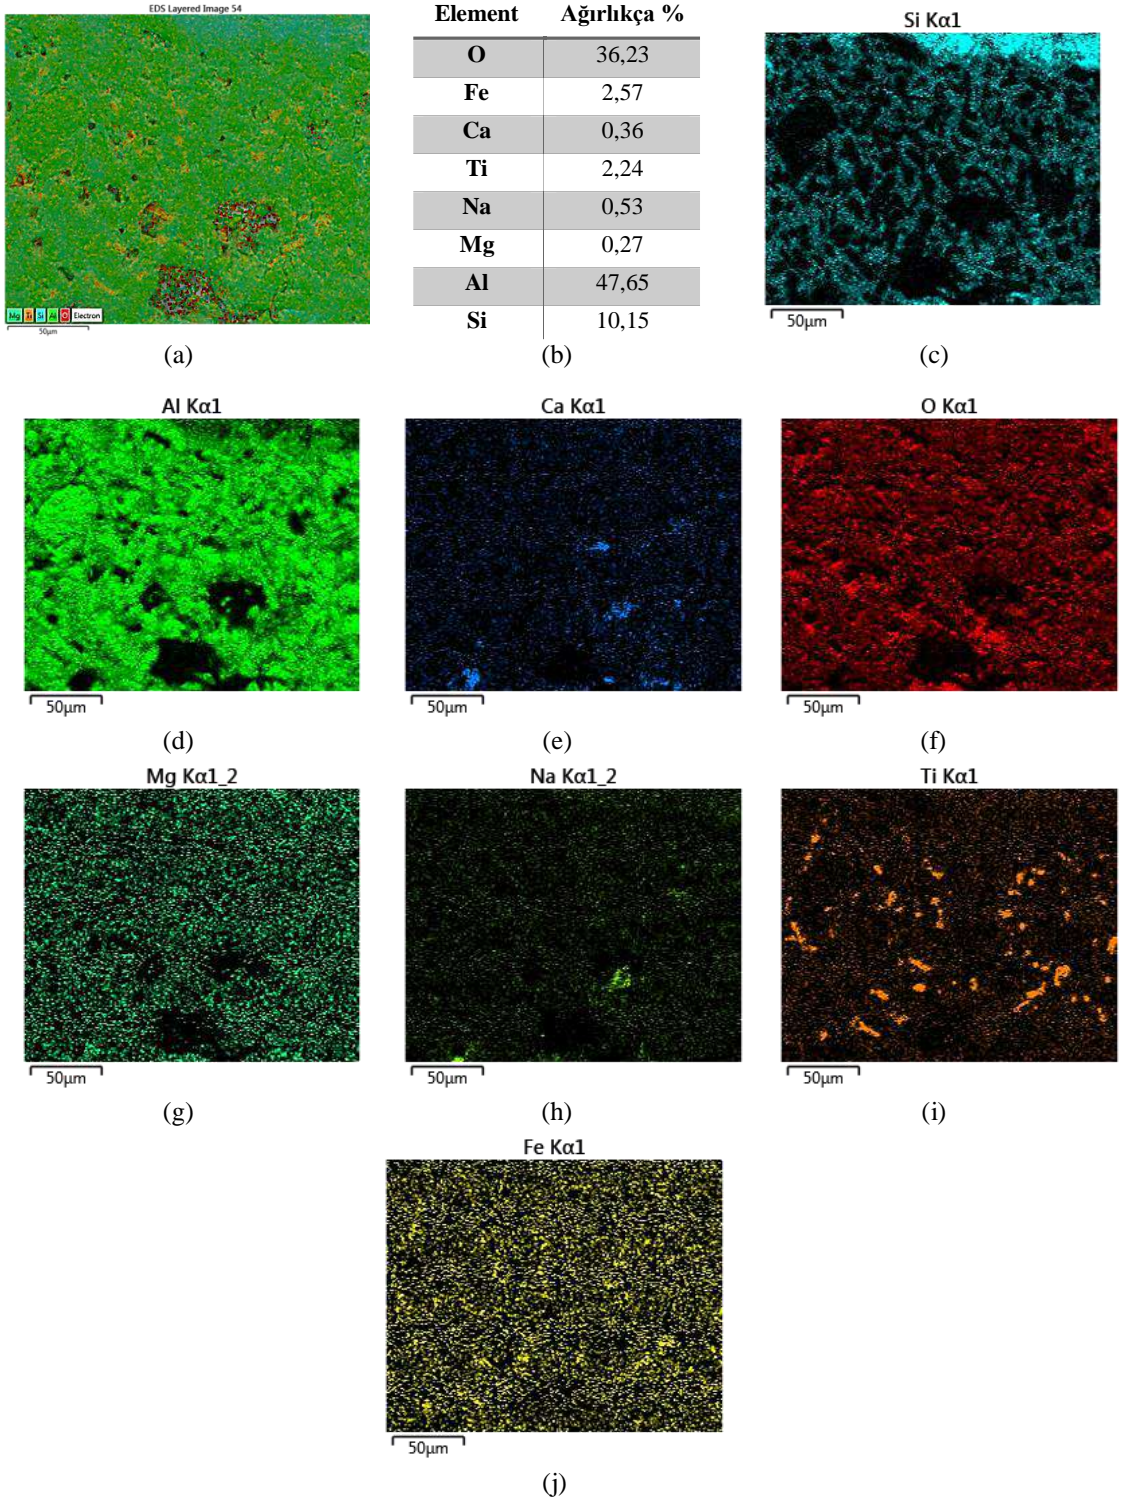 EDS Layered Image 54
Mg Ti Si Al O Electron
50µm
(a)
Element Ağırlıkça %
O 36,23
Fe 2,57
Ca 0,36
Ti 2,24
Na 0,53
Mg 0,27
Al 47,65
Si 10,15
(b)
Si Kα1
50µm
(c)
Al Kα1
50µm
(d)
Ca Kα1
50µm
(e)
O Kα1
50µm
(f)
Mg Kα1_2
50µm
(g)
Na Kα1_2
50µm
(h)
Ti Kα1
50µm
(i)
Fe Kα1
50µm
(j)